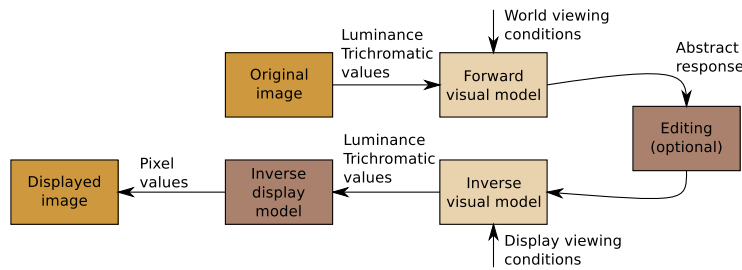 World viewing
conditions
Luminance
Trichromatic
values
Original
image
Forward
visual model
Abstract
response
Editing
(optional)
Luminance
Trichromatic
values
Pixel
values
Displayed
image
Inverse
display
model
Inverse
visual model
Display viewing
conditions